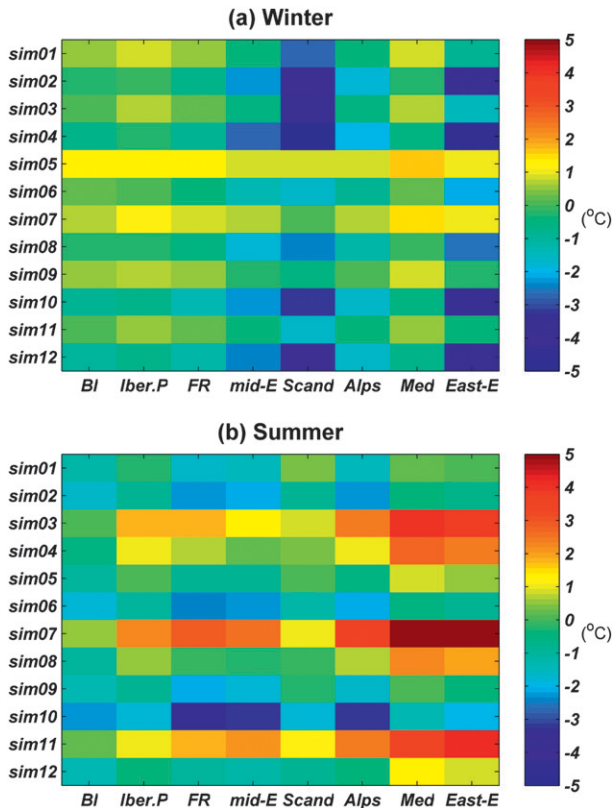 (a) Winter
sim01
sim02
sim03
sim04
sim05
sim06
sim07
sim08
sim09
sim10
sim11
sim12
BI Iber.P FR mid-E Scand Alps Med East-E
5
4
3
2
1
0
-1
-2
-3
-4
-5
(°C)
(b) Summer
sim01
sim02
sim03
sim04
sim05
sim06
sim07
sim08
sim09
sim10
sim11
sim12
BI Iber.P FR mid-E Scand Alps Med East-E
5
4
3
2
1
0
-1
-2
-3
-4
-5
(°C)